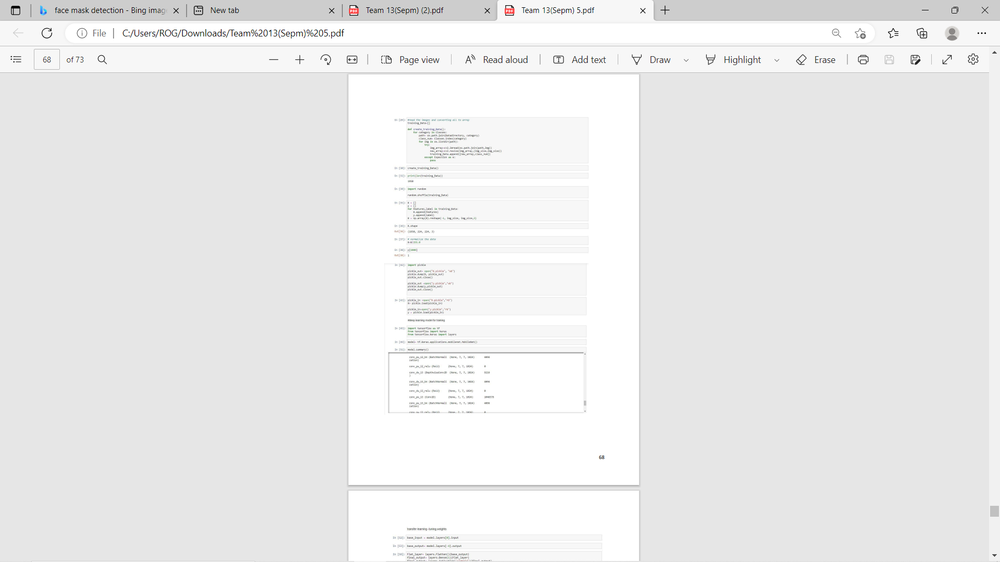 face mask detection - Bing imag
New tab
Team 13(Sepm) (2).pdf
Team 13(Sepm) 5.pdf
File
C:/Users/ROG/Downloads/Team%2013(Sepm)%205.pdf
68 of 73
Page view
Read aloud
Add text
Draw
Highlight
Erase
In [29]: #read the images and converting all to array
training_Data=[]
def create_training_Data():
for category in Classes:
path= os.path.join(Datadirectory, category)
class_num= Classes.index(category)
for img in os.listdir(path):
try:
img_array=cv2.imread(os.path.join(path,img))
new_array=cv2.resize(img_array,(img_size,img_size))
training_Data.append([new_array,class_num])
except Expection as e:
pass
In [30]: create_training_Data()
In [31]: print(len(training_Data))
1950
In [34]: import random
random.shuffle(training_Data)
In [35]: X = []
y = []
for features,label in training_Data:
X.append(features)
y.append(label)
X = np.array(X).reshape(-1, img_size, img_size,3)
In [36]: X.shape
Out[36]: (1950, 224, 224, 3)
In [37]: # normalize the data
X=X/255.0
In [38]: y[1000]
Out[38]: 1
In [42]: import pickle
pickle_out= open("X.pickle", "wb")
pickle.dump(X, pickle_out)
pickle_out.close()
pickle_out =open("y.pickle","wb")
pickle.dump(y,pickle_out)
pickle_out.close()
In [43]: pickle_in =open("X.pickle","rb")
X= pickle.load(pickle_in)
pickle_in=open("y.pickle","rb")
y = pickle.load(pickle_in)
#deep learning model for training
In [45]: import tensorflow as tf
from tensorflow import keras
from tensorflow.keras import layers
In [49]: model= tf.keras.applications.mobilenet.MobileNet()
In [51]: model.summary()
conv_pw_12_bn (BatchNormali (None, 7, 7, 1024) 4096
zation)
conv_pw_12_relu (ReLU) (None, 7, 7, 1024) 0
conv_dw_13 (DepthwiseConv2D (None, 7, 7, 1024) 9216
)
conv_dw_13_bn (BatchNormali (None, 7, 7, 1024) 4096
zation)
conv_dw_13_relu (ReLU) (None, 7, 7, 1024) 0
conv_pw_13 (Conv2D) (None, 7, 7, 1024) 1048576
conv_pw_13_bn (BatchNormali (None, 7, 7, 1024) 4096
zation)
conv_pw_13_relu (ReLU) (None, 7, 7, 1024) 0
68
transfer learning -tuning,weights
In [52]: base_input = model.layers[0].input
In [53]: base_output= model.layers[-4].output
Flat_layer= layers.Flatten()(base_output)
final_output= layers.Dense(1)(Flat_layer)